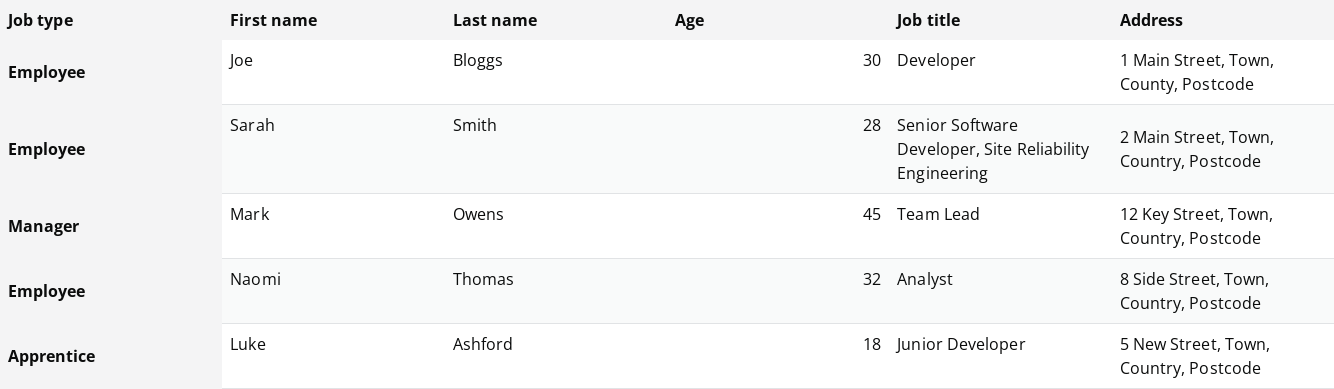 Job type First name Last name Age Job title Address
Employee Joe Bloggs 30 Developer 1 Main Street, Town,
County, Postcode
Employee Sarah Smith 28 Senior Software
Developer, Site Reliability
Engineering
2 Main Street, Town,
Country, Postcode
Manager Mark Owens 45 Team Lead 12 Key Street, Town,
Country, Postcode
Employee Naomi Thomas 32 Analyst 8 Side Street, Town,
Country, Postcode
Apprentice Luke Ashford 18 Junior Developer 5 New Street, Town,
Country, Postcode